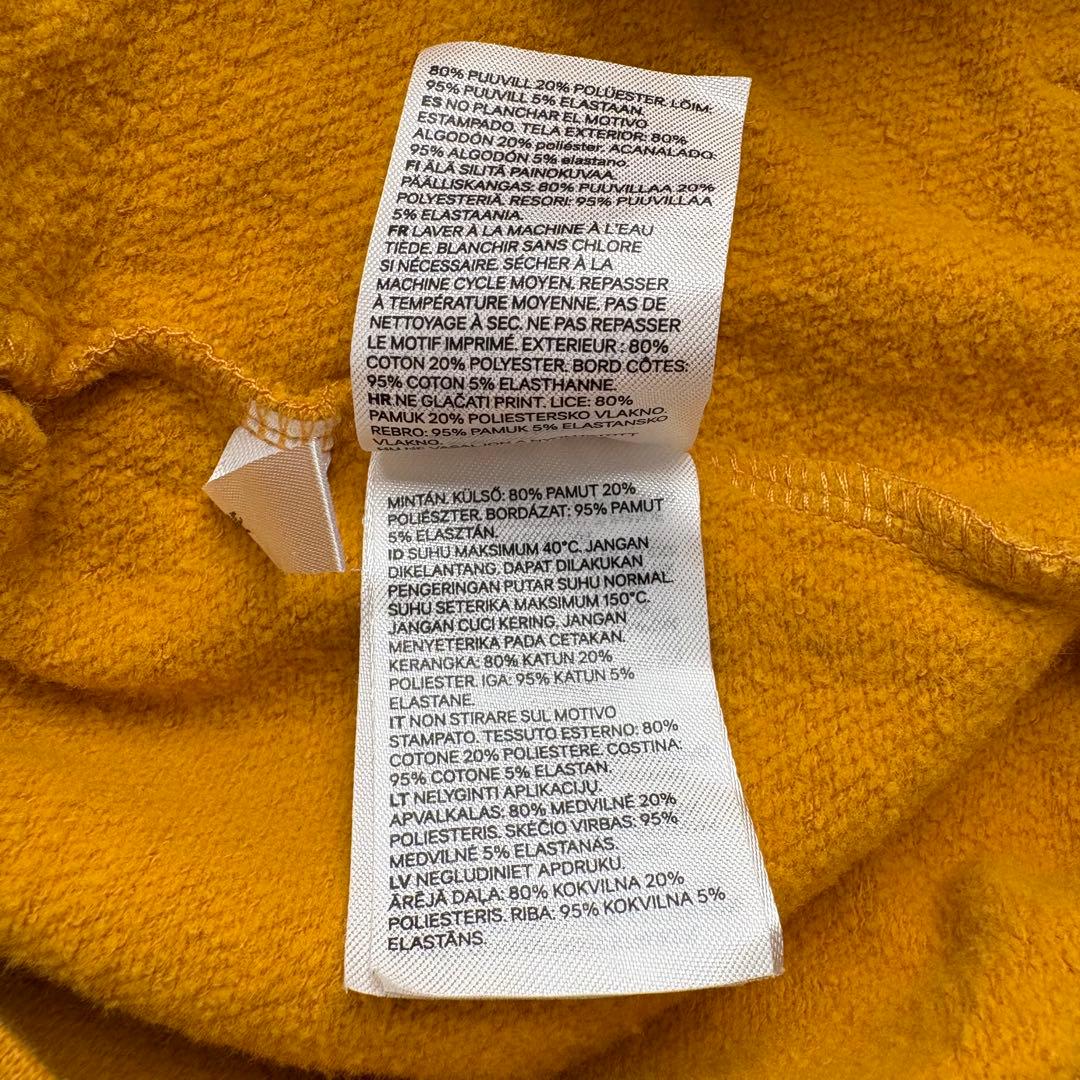 80% PUUVILL 20% POLÜESTER. LÕIM:
95% PUUVILL 5% ELASTAAN.
ES NO PLANCHAR EL MOTIVO
ESTAMPADO. TELA EXTERIOR: 80%
ALGODÓN 20% poliéster. ACANALADO:
95% ALGODÓN 5% elastano.
FI ÄLÄ SILITÄ PAINOKUVAA.
PÄÄLLISKANGAS: 80% PUUVILLAA 20%
POLYESTERIÄ. RESORI: 95% PUUVILLAA
5% ELASTAANIA.
FR LAVER À LA MACHINE À L'EAU
TIÈDE. BLANCHIR SANS CHLORE
SI NÉCESSAIRE. SÉCHER À LA
MACHINE CYCLE MOYEN. REPASSER
À TEMPÉRATURE MOYENNE. PAS DE
NETTOYAGE À SEC. NE PAS REPASSER
LE MOTIF IMPRIMÉ. EXTERIEUR : 80%
COTON 20% POLYESTER. BORD CÔTES:
95% COTON 5% ELASTHANNE.
HR NE GLAČATI PRINT. LICE: 80%
PAMUK 20% POLIESTERSKO VLAKNO.
REBRO: 95% PAMUK 5% ELASTANSKO
VLAKNO.
MINTÁN. KÜLSŐ: 80% PAMUT 20%
POLIÉSZTER. BORDÁZAT: 95% PAMUT
5% ELASZTÁN.
ID SUHU MAKSIMUM 40°C. JANGAN
DIKELANTANG. DAPAT DILAKUKAN
PENGERINGAN PUTAR SUHU NORMAL.
SUHU SETERIKA MAKSIMUM 150°C.
JANGAN CUCI KERING. JANGAN
MENYETERIKA PADA CETAKAN.
KERANGKA: 80% KATUN 20%
POLIESTER. IGA: 95% KATUN 5%
ELASTANE.
IT NON STIRARE SUL MOTIVO
STAMPATO. TESSUTO ESTERNO: 80%
COTONE 20% POLIESTERE. COSTINA:
95% COTONE 5% ELASTAN.
LT NELYGINTI APLIKACIJŲ.
APVALKALAS: 80% MEDVILNĖ 20%
POLIESTERIS. SKĖČIO VIRBAS: 95%
MEDVILNĖ 5% ELASTANAS.
LV NEGLUDINIET APDRUKU.
ĀRĒJĀ DAĻA: 80% KOKVILNA 20%
POLIESTERIS. RIBA: 95% KOKVILNA 5%
ELASTĀNS.